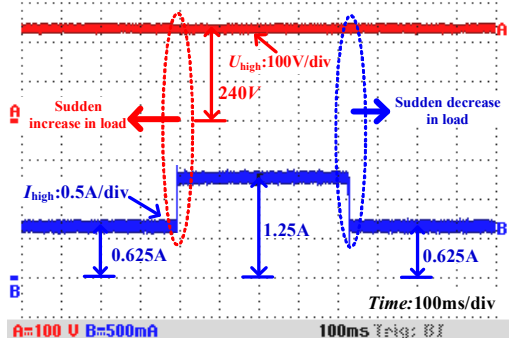 A
U_high:100V/div
240V
A
Sudden increase in load
Sudden decrease in load
I_high:0.5A/div
B
0.625A
1.25A
0.625A
B
Time:100ms/div
A=100 V B=500mA 100ms Trig: B⌈